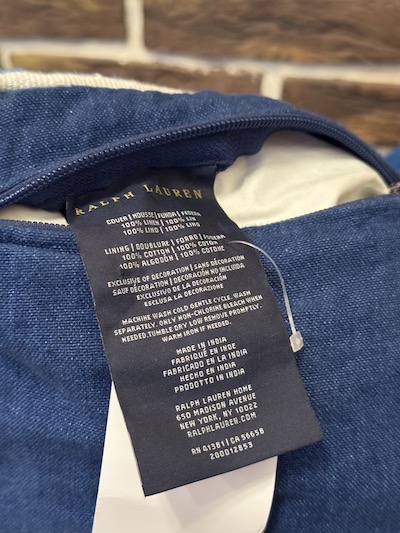 RALPH LAUREN
COVER | HOUSSE | FUNDA | FEDERA
100% LINEN | 100% LIN
100% LINO | 100% LINO
LINING | DOUBLURE | FORRO | FODERA
100% COTTON | 100% COTON
100% ALGODÓN | 100% COTONE
EXCLUSIVE OF DECORATION | SANS DÉCORATION
SAUF DÉCORATION | DECORACIÓN NO INCLUIDA
EXCLUSIVO DE LA DECORACIÓN
ESCLUSA LA DECORAZIONE
MACHINE WASH COLD GENTLE CYCLE. WASH
SEPARATELY. ONLY NON-CHLORINE BLEACH WHEN
NEEDED. TUMBLE DRY LOW REMOVE PROMPTLY.
WARM IRON IF NEEDED.
MADE IN INDIA
FABRIQUÉ EN INDE
FABRICADO EN LA INDIA
HECHO EN INDIA
PRODOTTO IN INDIA
RALPH LAUREN HOME
650 MADISON AVENUE
NEW YORK, NY 10022
RALPHLAUREN.COM
RN 41381 | CA 56658
200012853